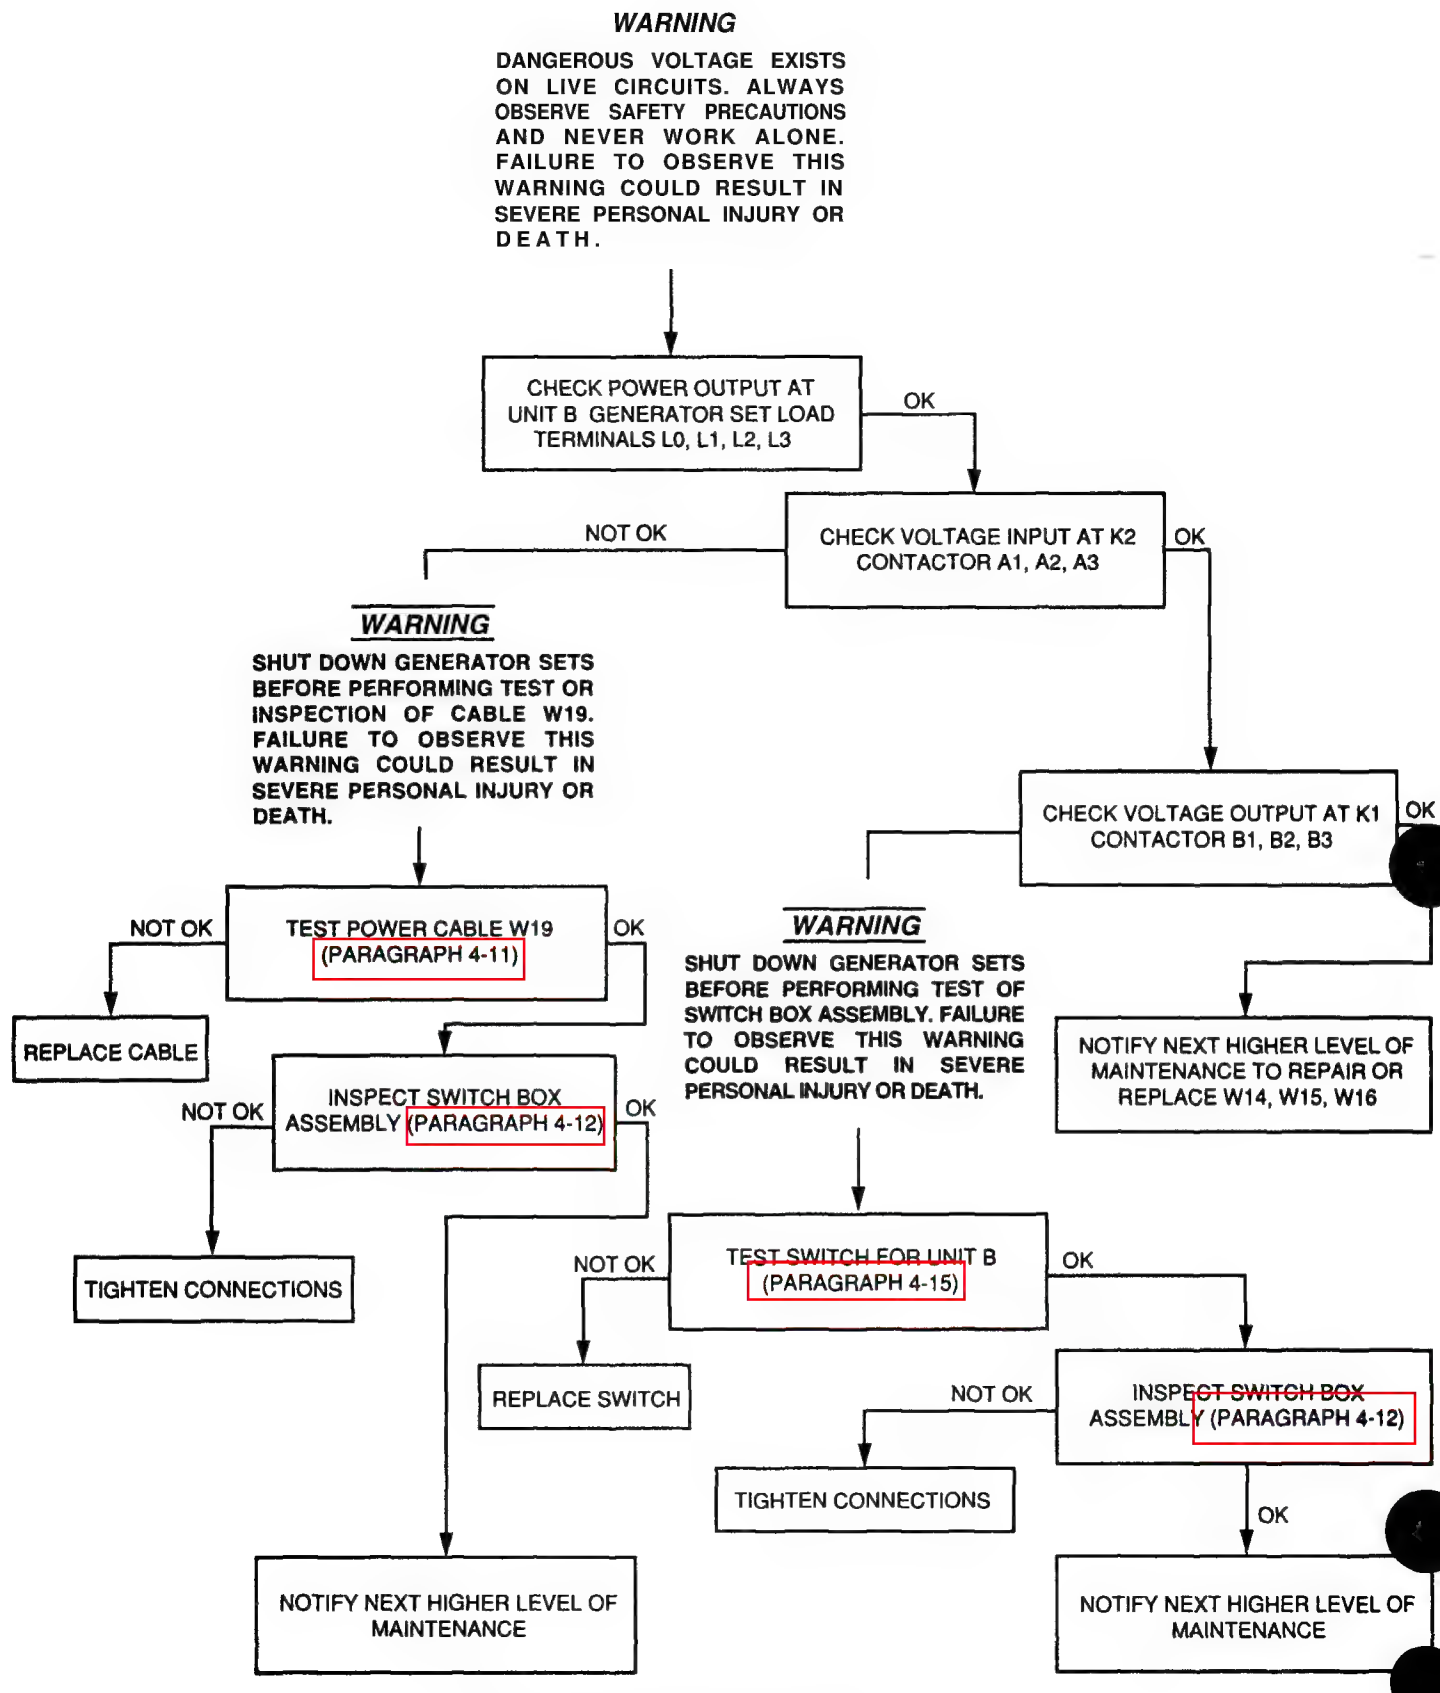 WARNING
DANGEROUS VOLTAGE EXISTS
ON LIVE CIRCUITS. ALWAYS
OBSERVE SAFETY PRECAUTIONS
AND NEVER WORK ALONE.
FAILURE TO OBSERVE THIS
WARNING COULD RESULT IN
SEVERE PERSONAL INJURY OR
DEATH.
CHECK POWER OUTPUT AT
UNIT B GENERATOR SET LOAD
TERMINALS L0, L1, L2, L3
OK
CHECK VOLTAGE INPUT AT K2
CONTACTOR A1, A2, A3
NOT OK
OK
WARNING
SHUT DOWN GENERATOR SETS
BEFORE PERFORMING TEST OR
INSPECTION OF CABLE W19.
FAILURE TO OBSERVE THIS
WARNING COULD RESULT IN
SEVERE PERSONAL INJURY OR
DEATH.
CHECK VOLTAGE OUTPUT AT K1
CONTACTOR B1, B2, B3
OK
NOT OK
TEST POWER CABLE W19
(PARAGRAPH 4-11)
OK
WARNING
SHUT DOWN GENERATOR SETS
BEFORE PERFORMING TEST OF
SWITCH BOX ASSEMBLY. FAILURE
TO OBSERVE THIS WARNING
COULD RESULT IN SEVERE
PERSONAL INJURY OR DEATH.
REPLACE CABLE
NOTIFY NEXT HIGHER LEVEL OF
MAINTENANCE TO REPAIR OR
REPLACE W14, W15, W16
NOT OK
INSPECT SWITCH BOX
ASSEMBLY (PARAGRAPH 4-12)
OK
TIGHTEN CONNECTIONS
NOT OK
TEST SWITCH FOR UNIT B
(PARAGRAPH 4-15)
OK
REPLACE SWITCH
NOT OK
INSPECT SWITCH BOX
ASSEMBLY (PARAGRAPH 4-12)
TIGHTEN CONNECTIONS
OK
NOTIFY NEXT HIGHER LEVEL OF
MAINTENANCE
NOTIFY NEXT HIGHER LEVEL OF
MAINTENANCE